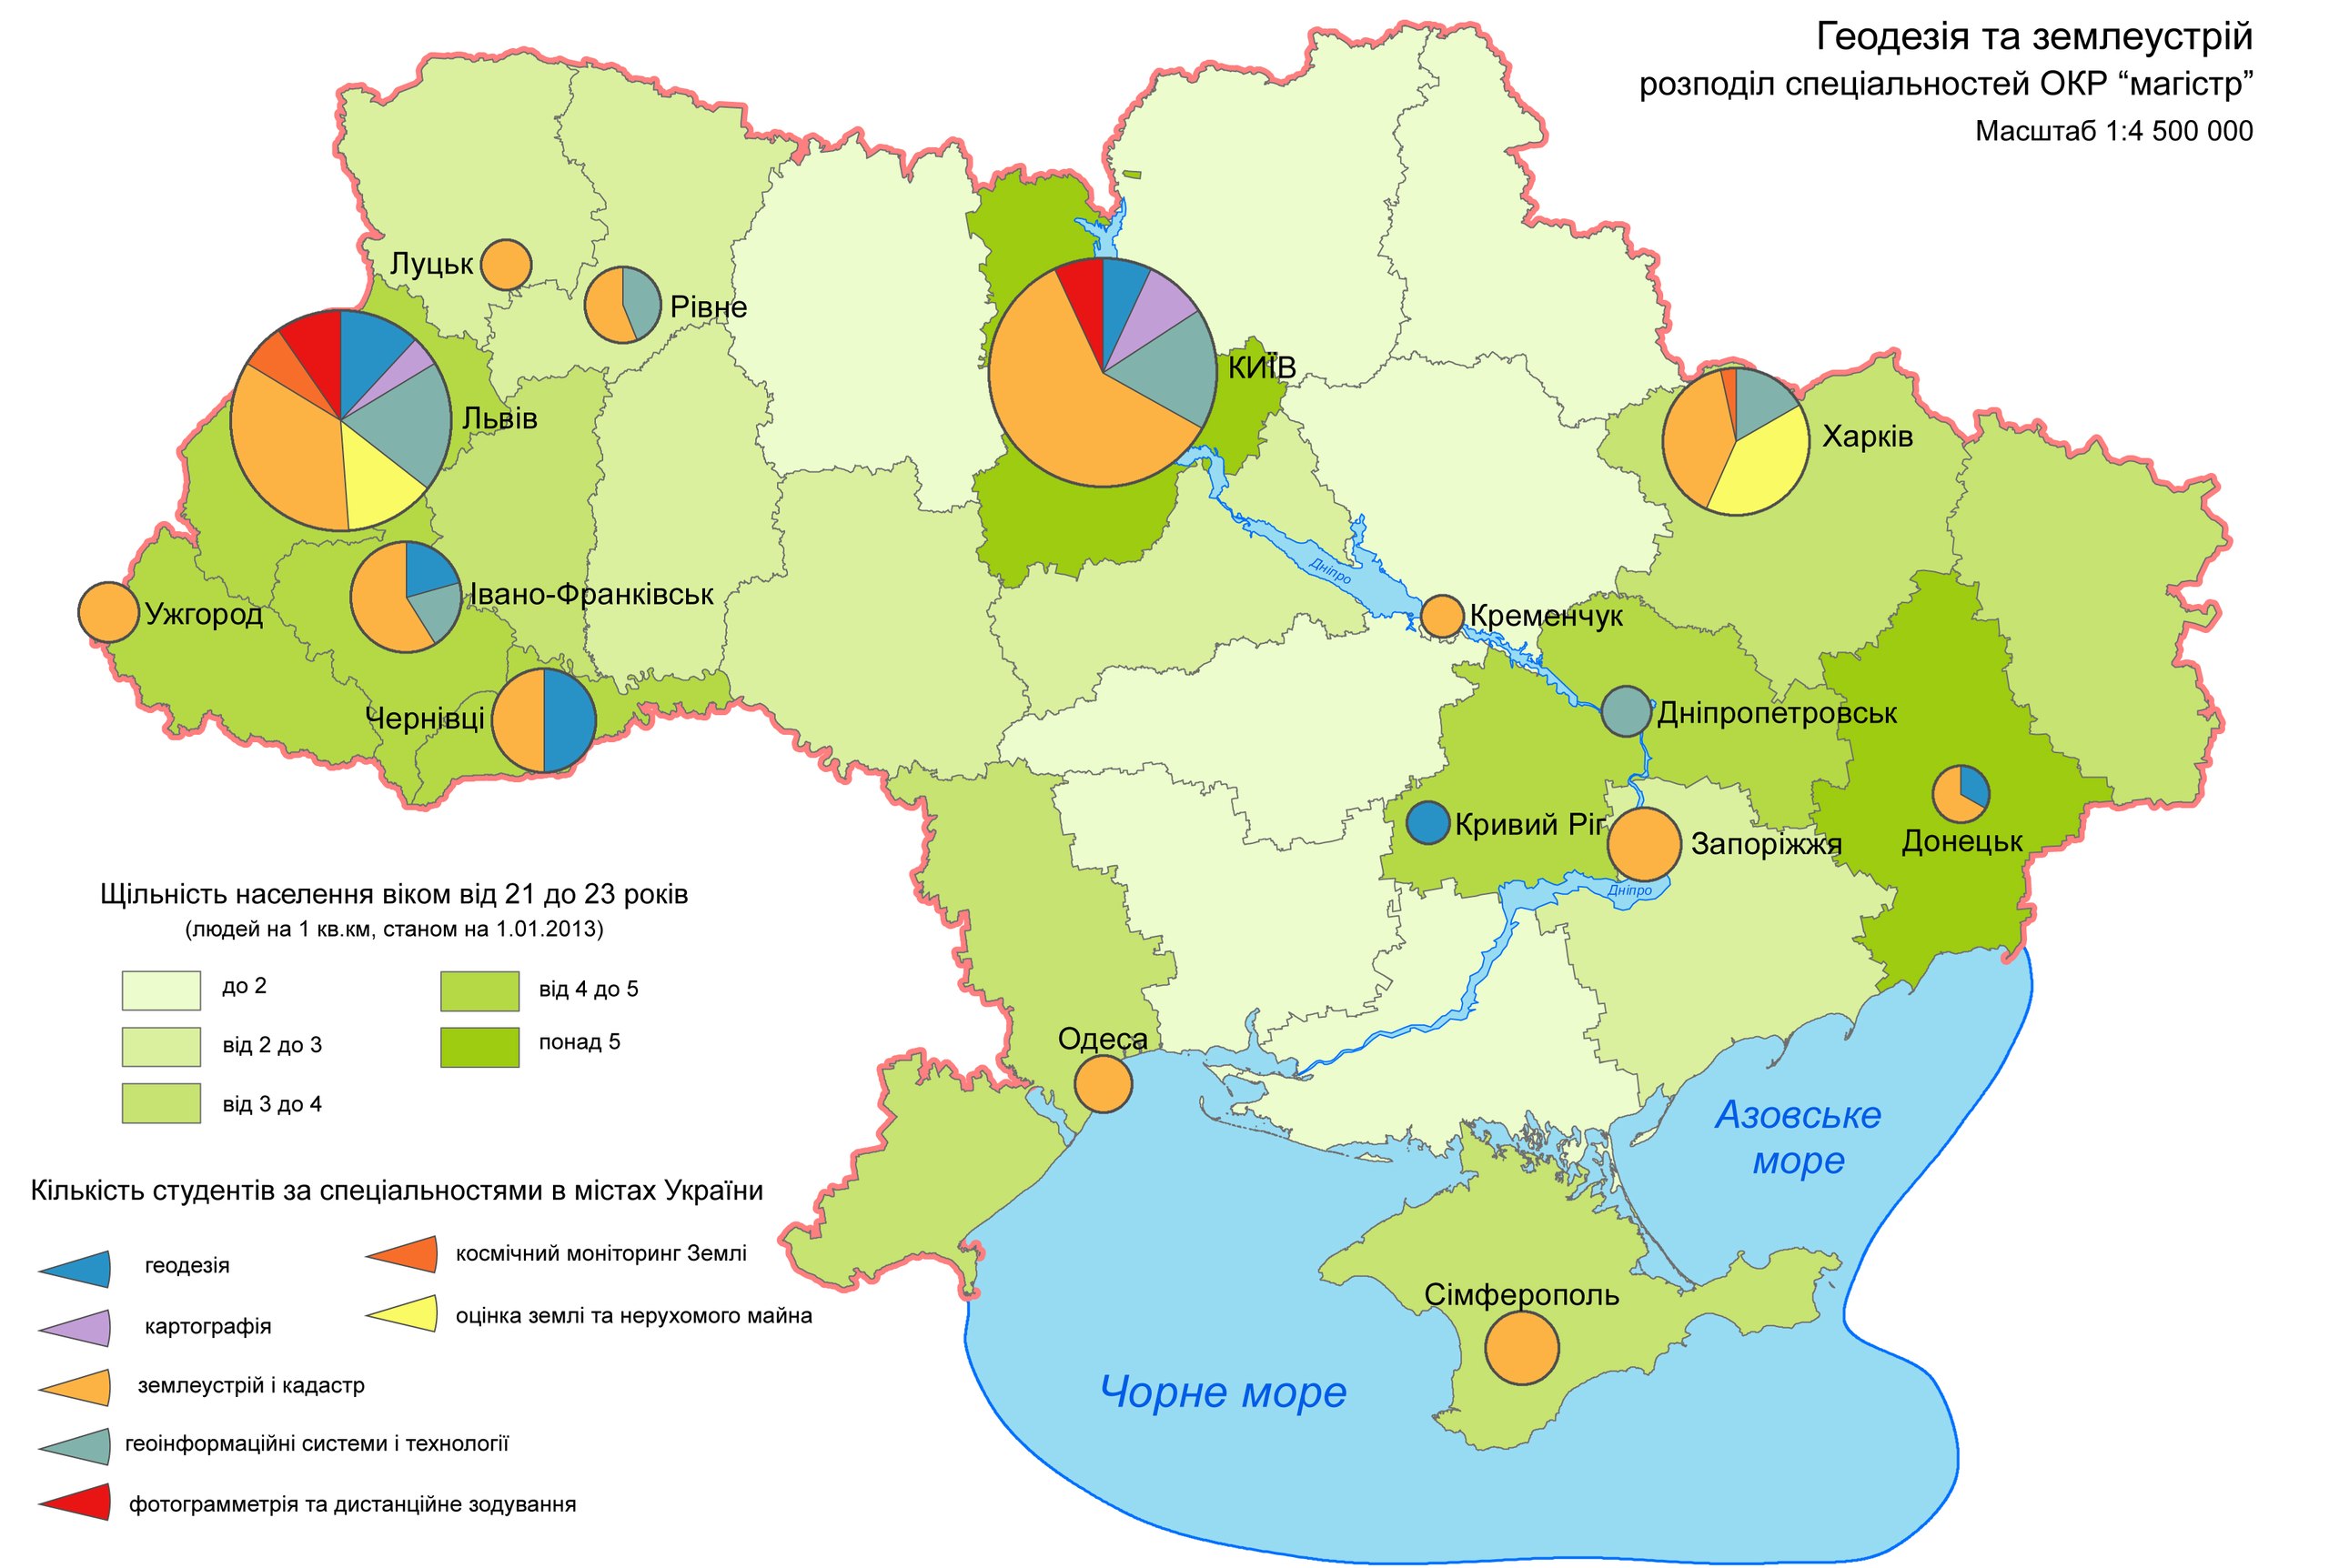 Геодезія та землеустрій
розподіл спеціальностей ОКР “магістр”
Масштаб 1:4 500 000
Луцьк
Рівне
КИЇВ
Львів
Харків
Дніпро
Івано-Франківськ
Ужгород
Кременчук
Чернівці
Дніпропетровськ
Кривий Ріг
Запоріжжя
Донецьк
Дніпро
Щільність населення віком від 21 до 23 років
(людей на 1 кв.км, станом на 1.01.2013)
до 2
від 4 до 5
від 2 до 3
понад 5
від 3 до 4
Одеса
Азовське
море
Кількість студентів за спеціальностями в містах України
геодезія
космічний моніторинг Землі
картографія
оцінка землі та нерухомого майна
землеустрій і кадастр
геоінформаційні системи і технології
фотограмметрія та дистанційне зодування
Сімферополь
Чорне море